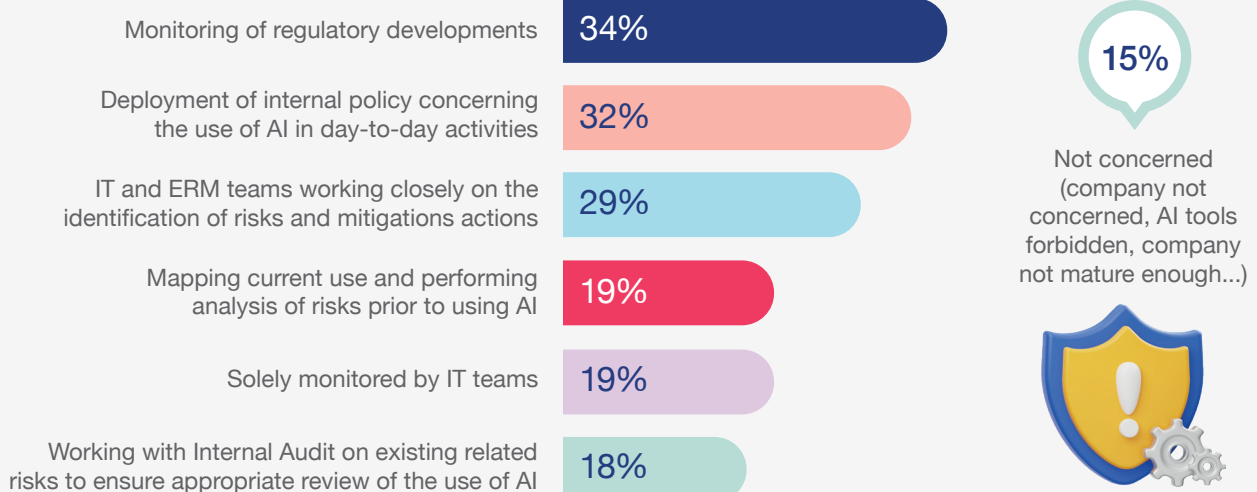 Monitoring of regulatory developments
34%
Deployment of internal policy concerning
the use of AI in day-to-day activities
32%
IT and ERM teams working closely on the
identification of risks and mitigations actions
29%
Mapping current use and performing
analysis of risks prior to using AI
19%
Solely monitored by IT teams
19%
Working with Internal Audit on existing related
risks to ensure appropriate review of the use of AI
18%
15%
Not concerned
(company not
concerned, AI tools
forbidden, company
not mature enough...)